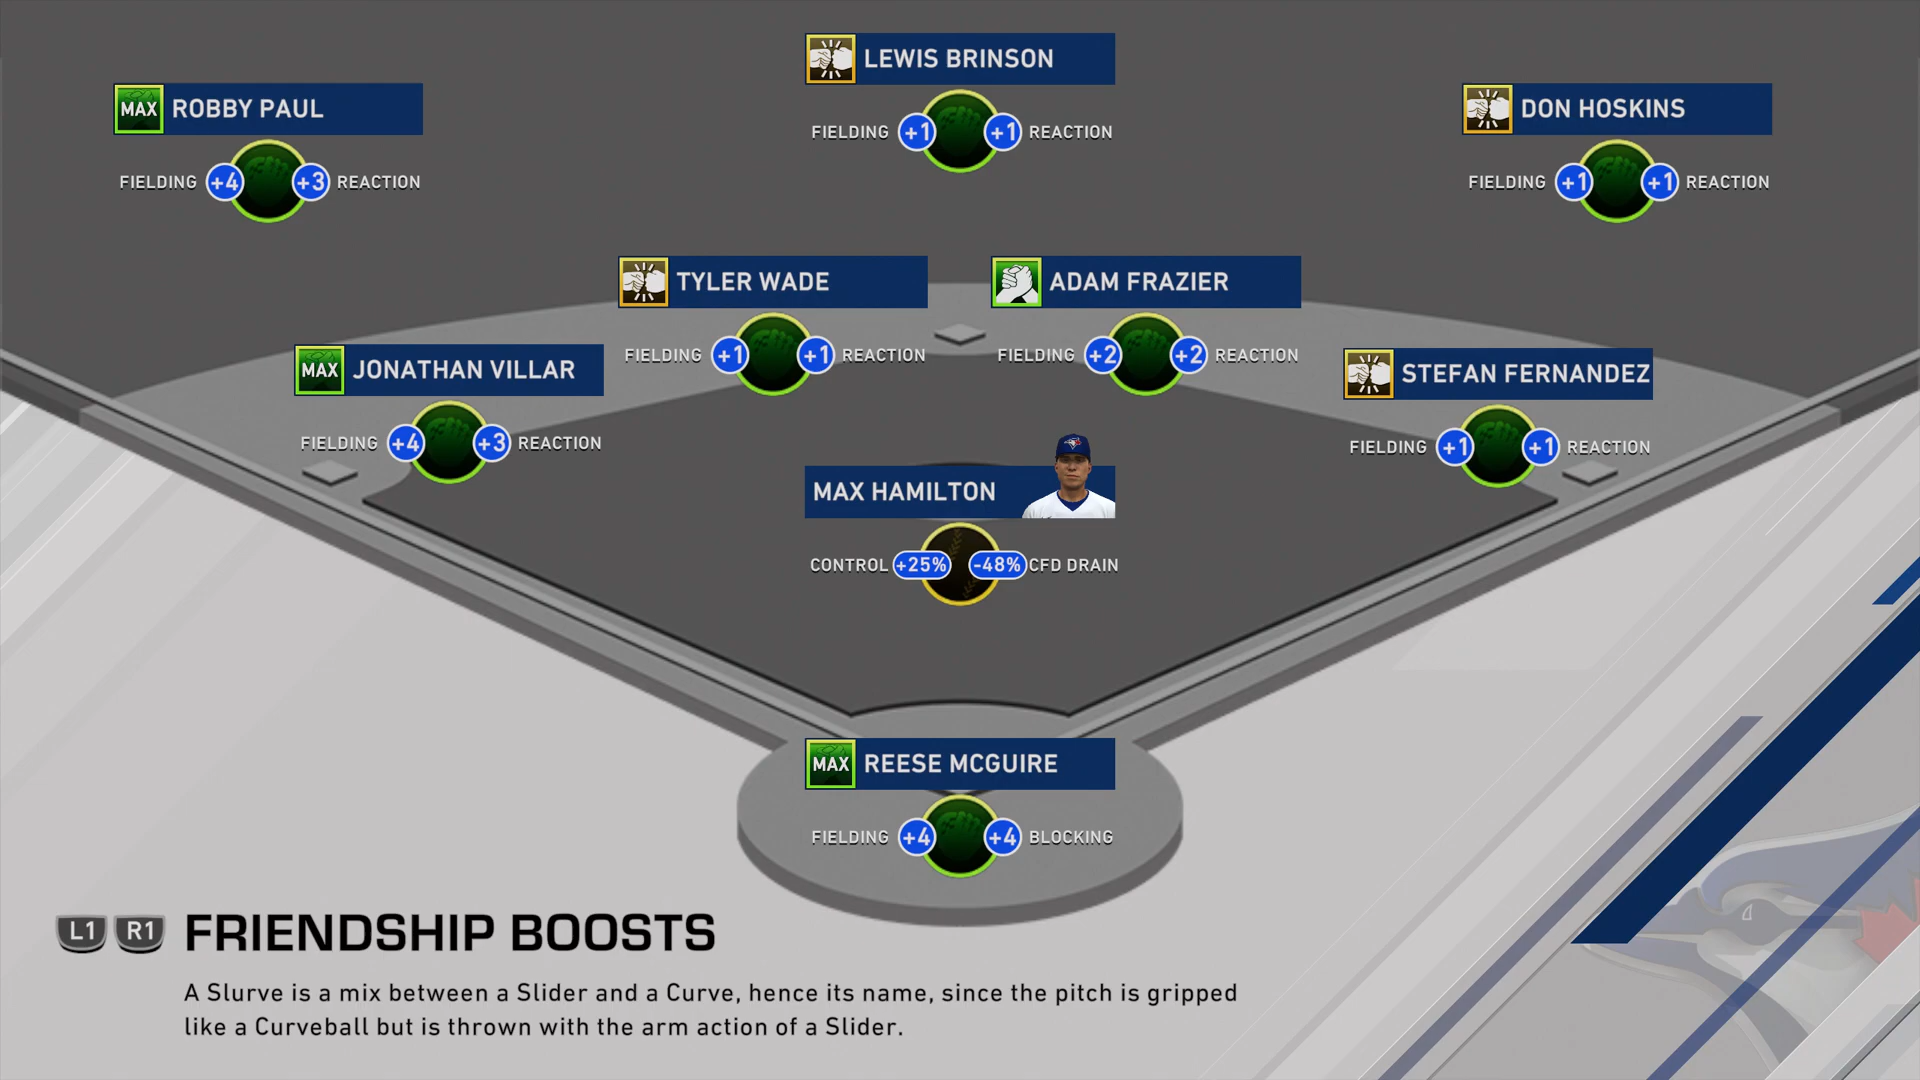 LEWIS BRINSON
FIELDING +1 +1 REACTION
MAX ROBBY PAUL
FIELDING +4 +3 REACTION
DON HOSKINS
FIELDING +1 +1 REACTION
TYLER WADE
FIELDING +1 +1 REACTION
ADAM FRAZIER
FIELDING +2 +2 REACTION
MAX JONATHAN VILLAR
FIELDING +4 +3 REACTION
STEFAN FERNANDEZ
FIELDING +1 +1 REACTION
MAX HAMILTON
CONTROL +25% -48% CFD DRAIN
MAX REESE MCGUIRE
FIELDING +4 +4 BLOCKING
L1 R1 FRIENDSHIP BOOSTS
A Slurve is a mix between a Slider and a Curve, hence its name, since the pitch is gripped
like a Curveball but is thrown with the arm action of a Slider.